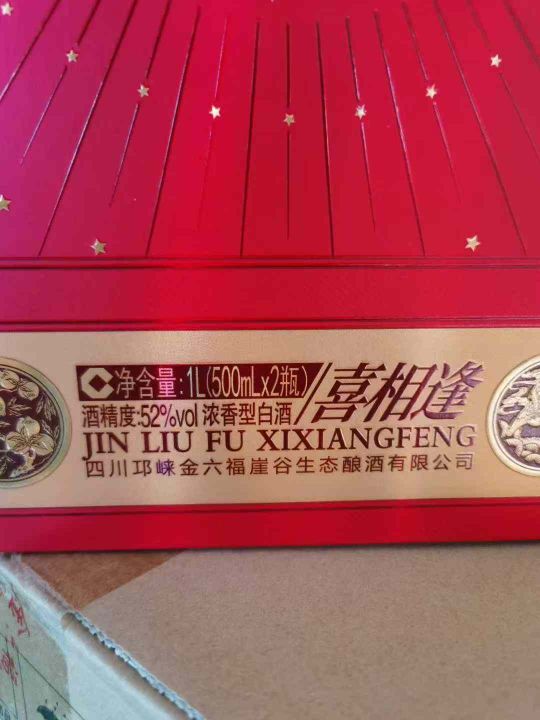 净含量:1L(500mLx2瓶)
酒精度:52%vol 浓香型白酒
喜相逢
JIN LIU FU XIXIANGFENG
四川邛崃金六福崖谷生态酿酒有限公司